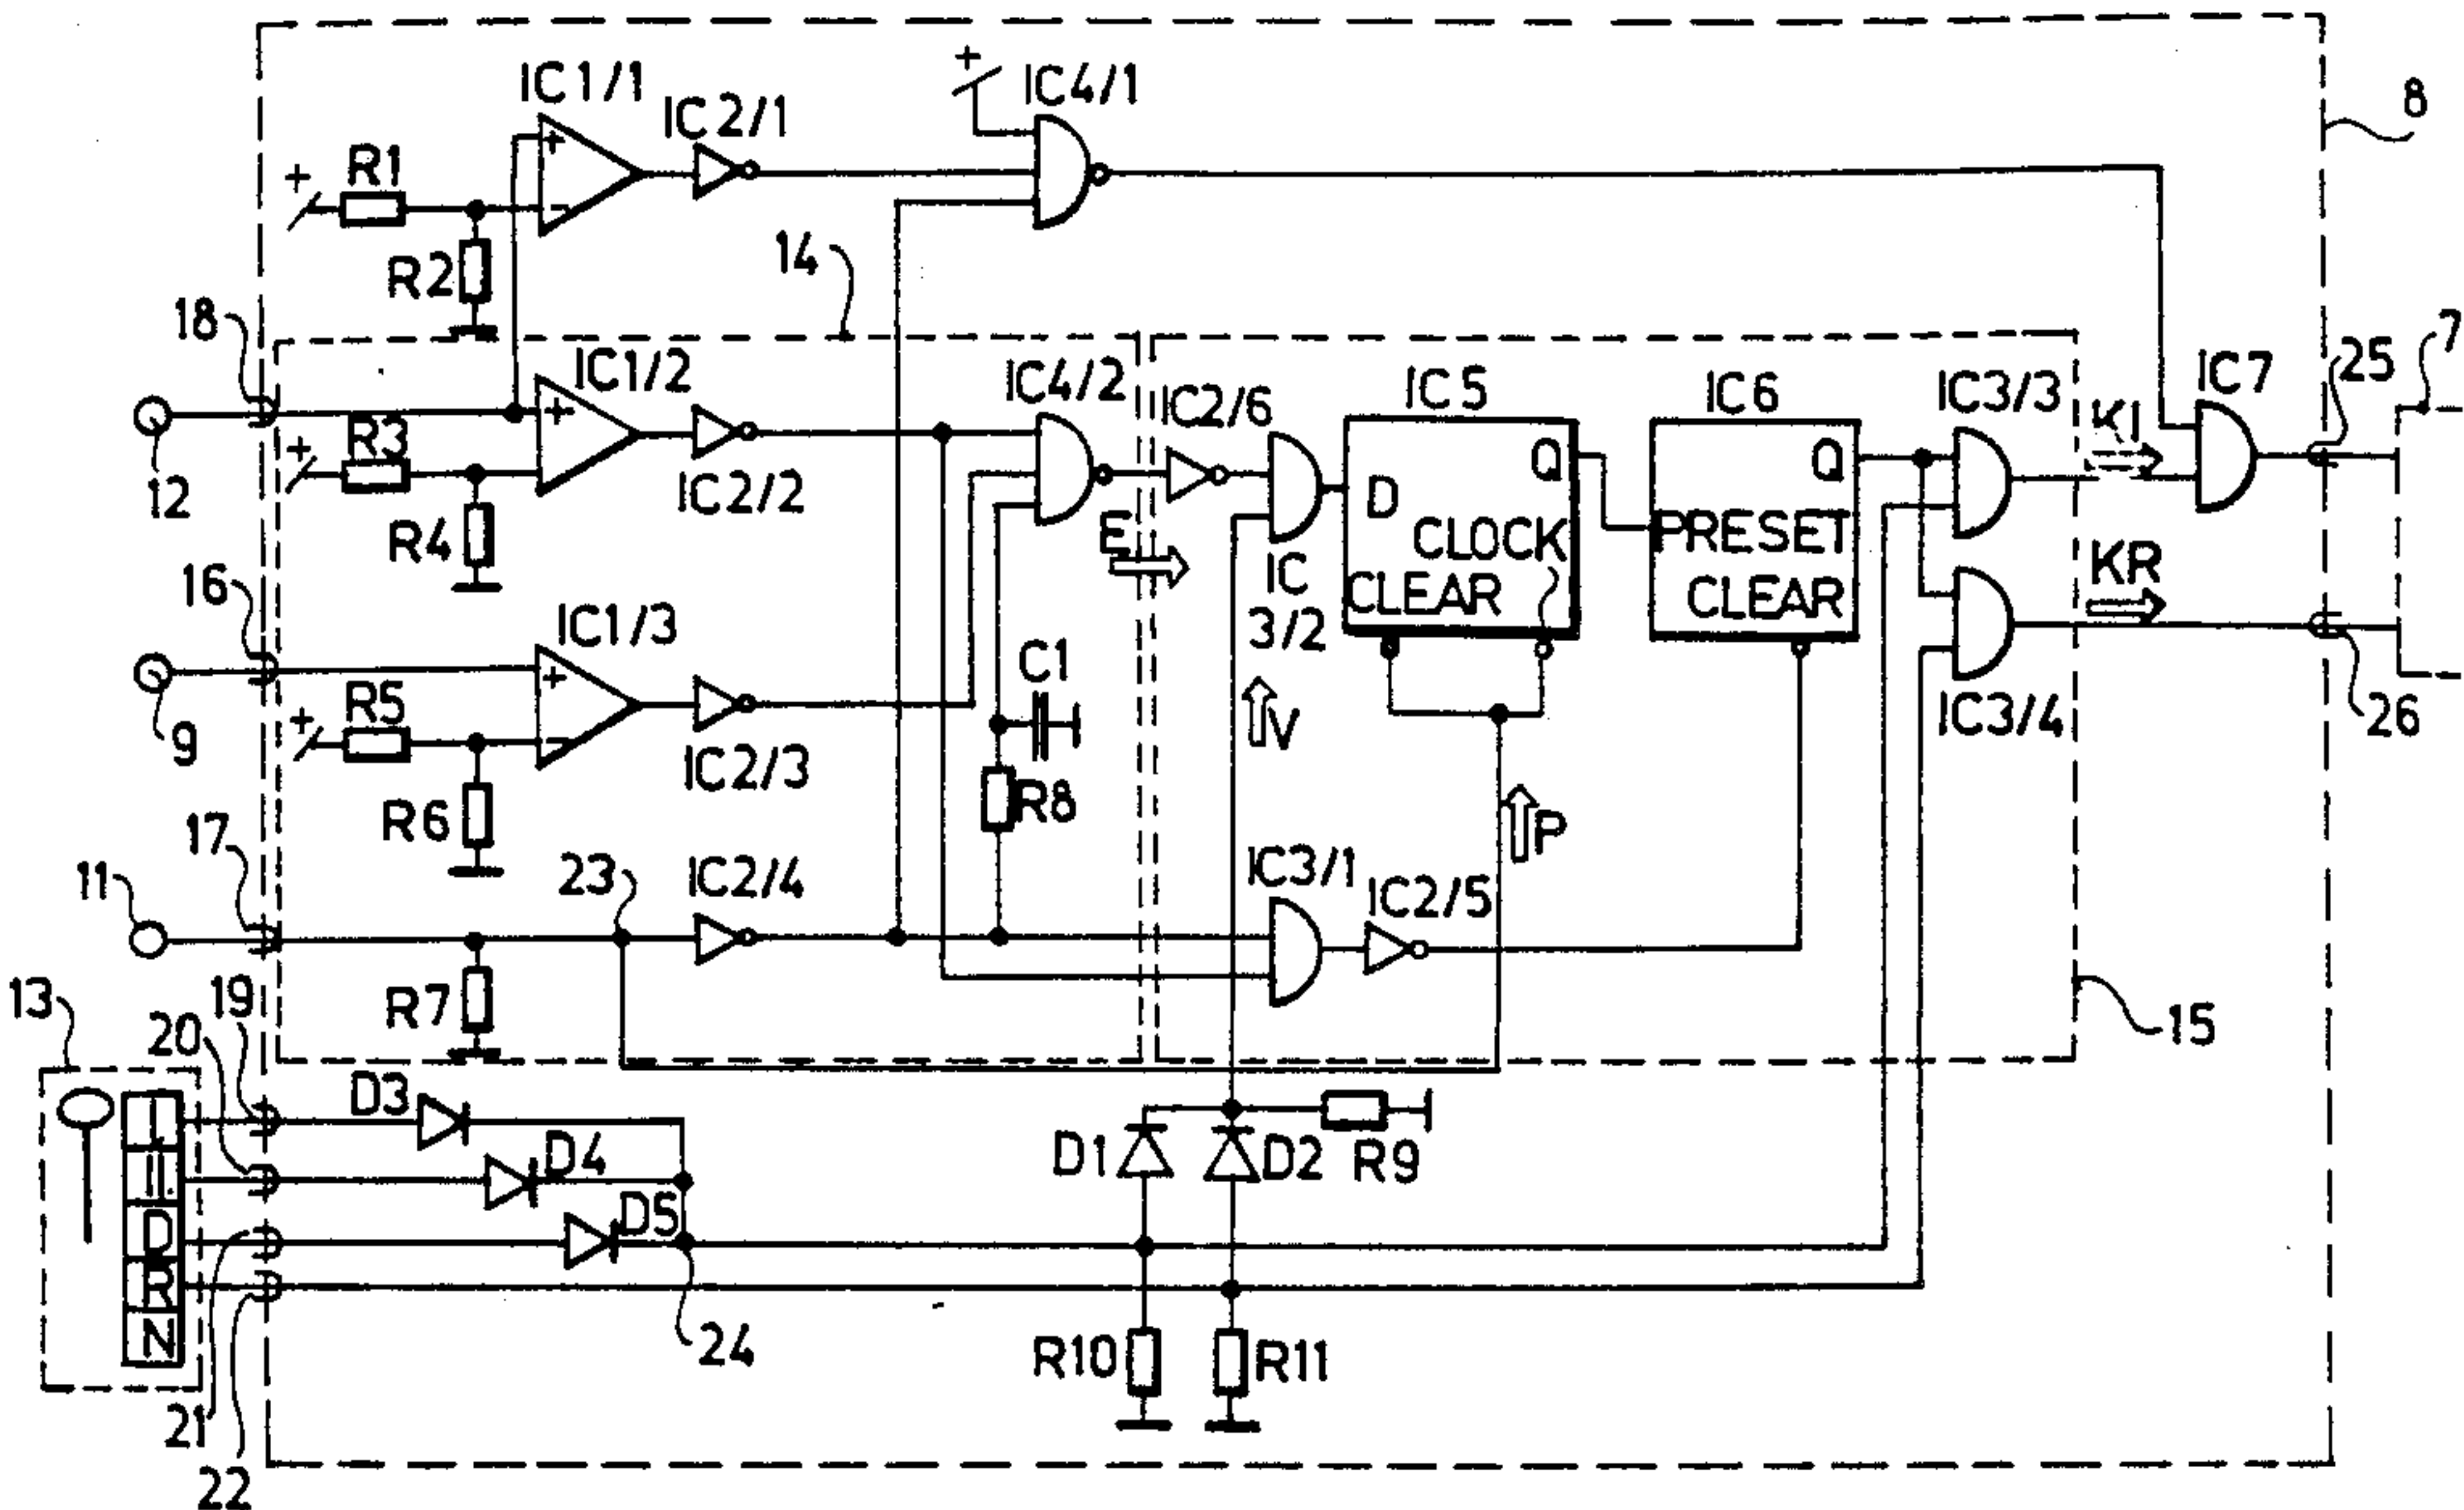 IC1/1
IC2/1
+
IC4/1
8
+
R1
+
-
R2
14
18
IC1/2
IC4/2
IC2/6
IC5
IC6
IC3/3
K1
IC7
25
7
12
+
R3
+
IC2/2
R4
E
IC
3/2
D
Q
CLOCK
CLEAR
Q
PRESET
CLEAR
KR
16
IC1/3
C1
V
IC3/4
26
9
+
R5
+
-
IC2/3
R6
R8
P
17
11
23
IC2/4
IC3/1
IC2/5
R7
15
13
19
20
D3
D4
D5
D1
D2
R9
I
II
D
R
N
24
R10
R11
21
22